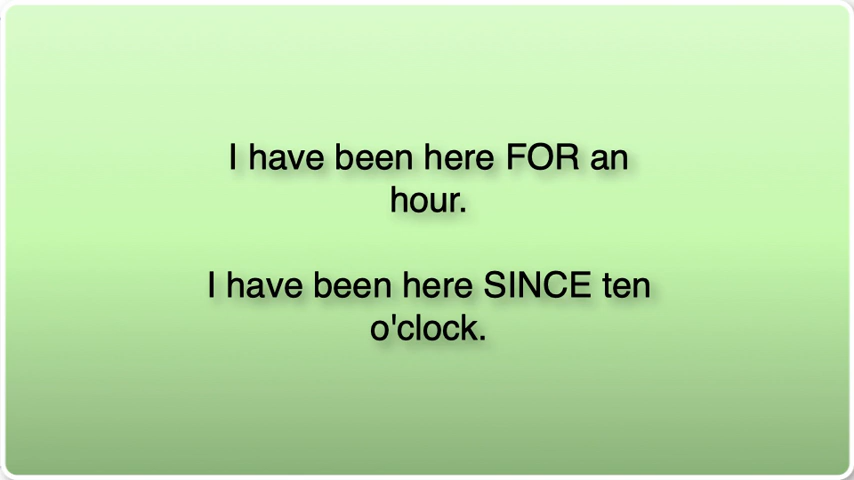 I have been here FOR an
hour.
I have been here SINCE ten
o'clock.